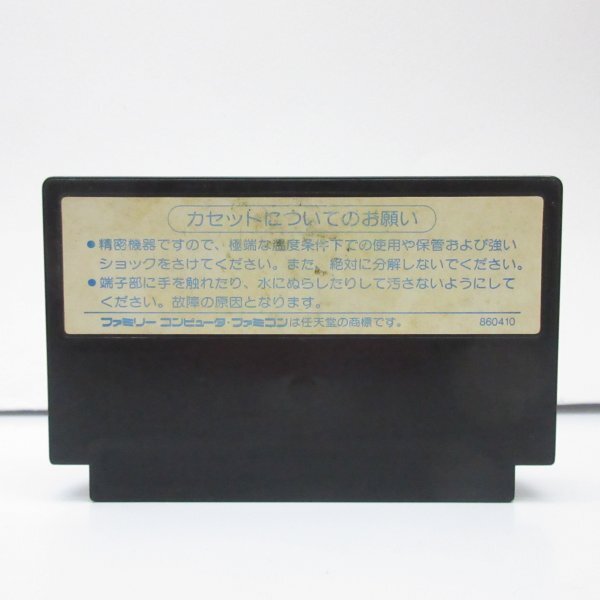 カセットについてのお願い
●精密機器ですので、極端な温度条件下での使用や保管および強い
ショックをさけてください。また、絶対に分解しないでください。
●端子部に手を触れたり、水にぬらしたりして汚さないようにして
ください。故障の原因となります。
ファミリー コンピュータ・ファミコンは任天堂の商標です。 860410